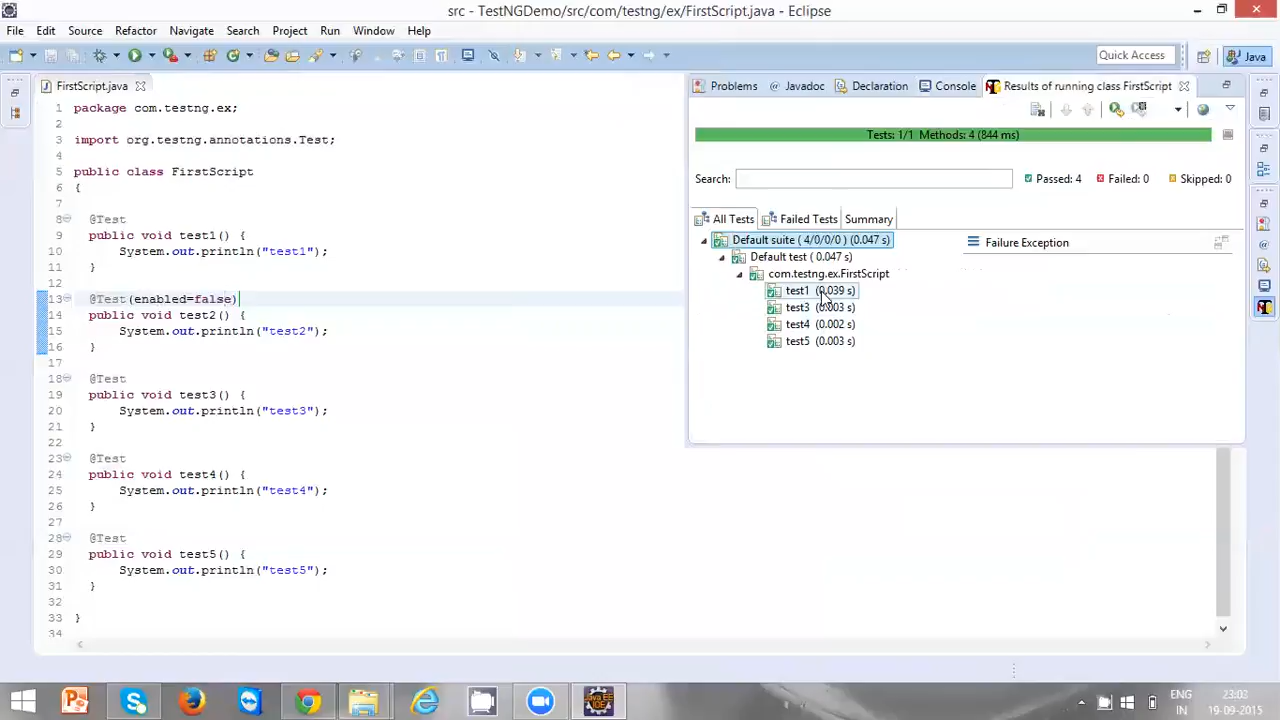 src - TestNGDemo/src/com/testng/ex/FirstScript.java - Eclipse
File Edit Source Refactor Navigate Search Project Run Window Help
Quick Access
Java
FirstScript.java
1 package com.testng.ex;
2
3 import org.testng.annotations.Test;
4
5 public class FirstScript
6 {
7
8 @Test
9 public void test1() {
10 System.out.println("test1");
11 }
12
13 @Test(enabled=false)
14 public void test2() {
15 System.out.println("test2");
16 }
17
18 @Test
19 public void test3() {
20 System.out.println("test3");
21 }
22
23 @Test
24 public void test4() {
25 System.out.println("test4");
26 }
27
28 @Test
29 public void test5() {
30 System.out.println("test5");
31 }
32
33 }
34
Problems Javadoc Declaration Console Results of running class FirstScript
Tests: 1/1 Methods: 4 (844 ms)
Search: Passed: 4 Failed: 0 Skipped: 0
All Tests Failed Tests Summary
Default suite ( 4/0/0/0 ) (0.047 s)
Default test ( 0.047 s)
com.testng.ex.FirstScript
test1 (0.039 s)
test3 (0.003 s)
test4 (0.002 s)
test5 (0.003 s)
Failure Exception
ENG
IN
23:03
19-09-2015